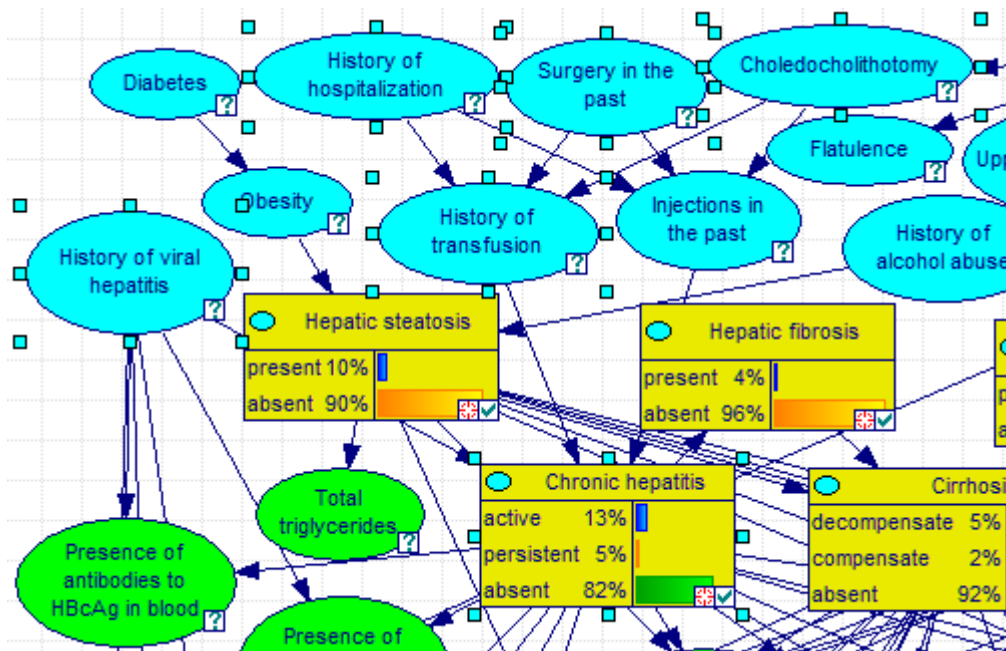 Diabetes
History of
hospitalization
Surgery in the
past
Choledocholithotomy
Flatulence
Upp
Obesity
History of
transfusion
Injections in
the past
History of
alcohol abuse
History of viral
hepatitis
Hepatic steatosis
present 10%
absent 90%
Hepatic fibrosis
present 4%
absent 96%
Total
triglycerides
Chronic hepatitis
active 13%
persistent 5%
absent 82%
Cirrhosi
decompensate 5%
compensate 2%
absent 92%
Presence of
antibodies to
HBcAg in blood
Presence of